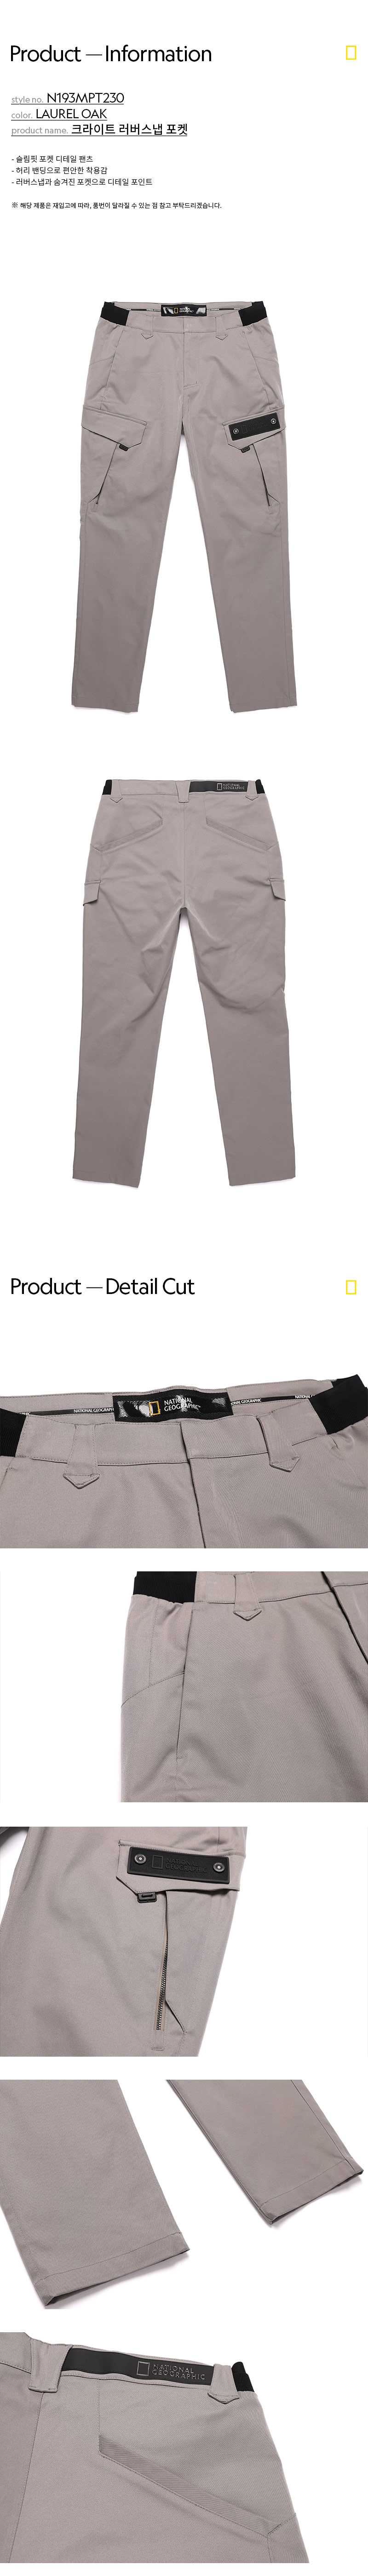 Product — Information
style no. N193MPT230
color. LAUREL OAK
product name. 크라이트 러버스냅 포켓
- 슬림핏 포켓 디테일 팬츠
- 허리 밴딩으로 편안한 착용감
- 러버스냅과 숨겨진 포켓으로 디테일 포인트
※ 해당 제품은 재입고에 따라, 품번이 달라질 수 있는 점 참고 부탁드리겠습니다.
NATIONAL
GEOGRAPHIC
Product — Detail Cut
NATIONAL GEOGRAPHIC
NATIONAL
GEOGRAPHIC
NATIONAL
GEOGRAPHIC
NATIONAL
GEOGRAPHIC